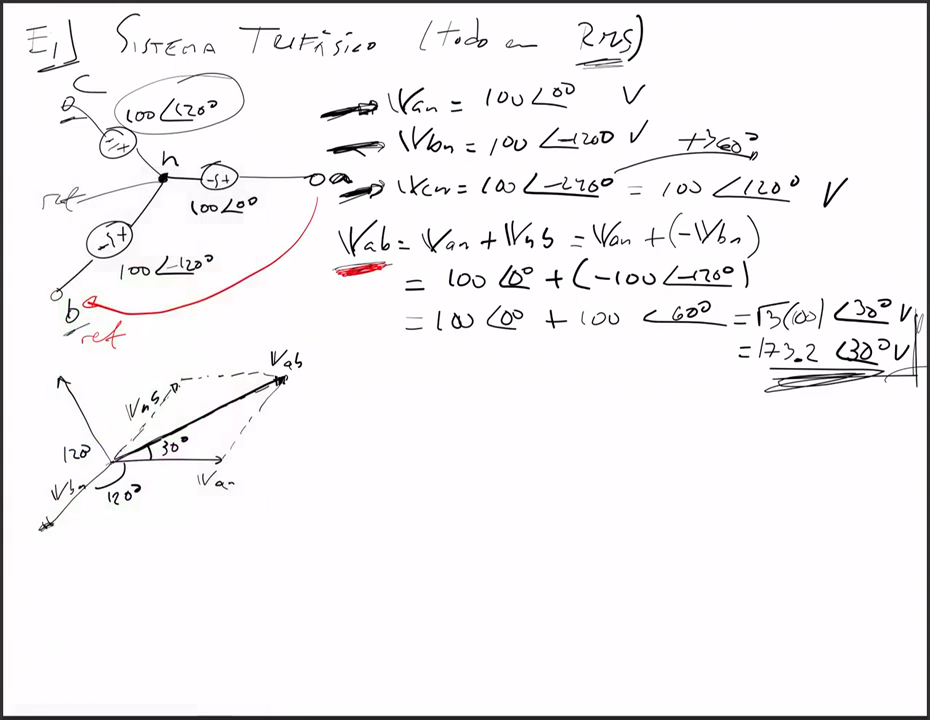 E1] SISTEMA TRIFÁSICO (todo en RMS)
C
100∠120°
n
ref
a
100∠0°
100∠-120°
b
ref
Van = 100∠0° V
Vbn = 100∠-120° V
+360°
Vcn = 100∠-240° = 100∠120° V
Vab = Van + Vnb = Van + (-Vbn)
= 100∠0° + (-100∠-120°)
= 100∠0° + 100∠60° = √3(100)∠30° V
= 173.2∠30° V
Vab
Vnb
120°
30°
Vbn
120°
Van